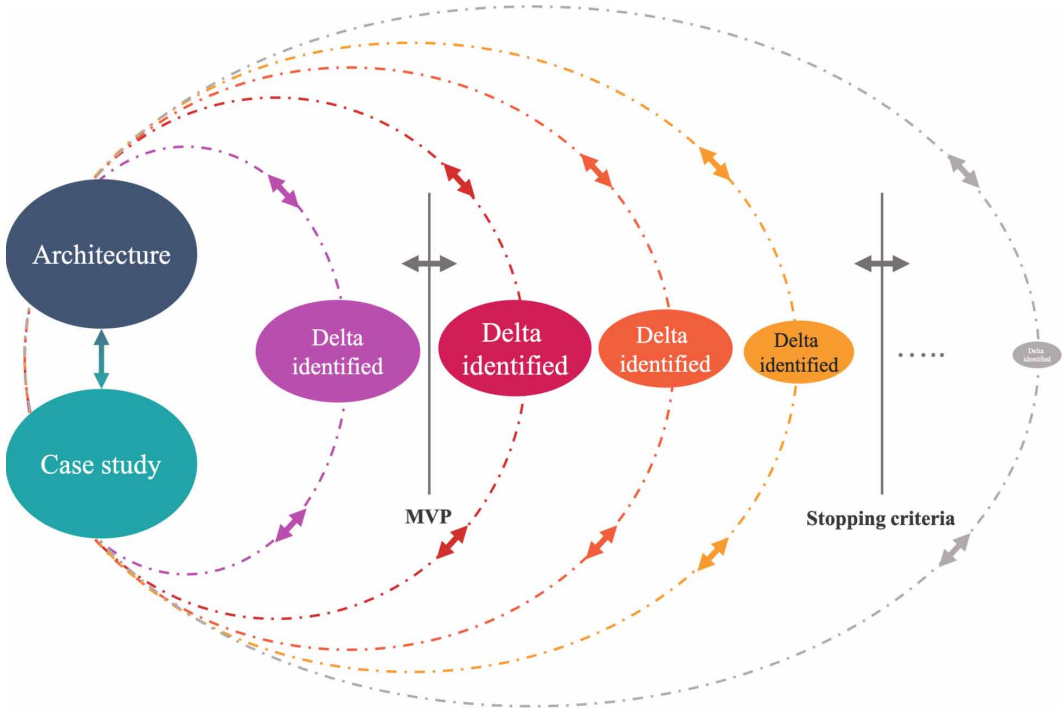 Architecture
Case study
Delta
identified
MVP
Delta
identified
Delta
identified
Delta
identified
Stopping criteria
.....
Delta
identified